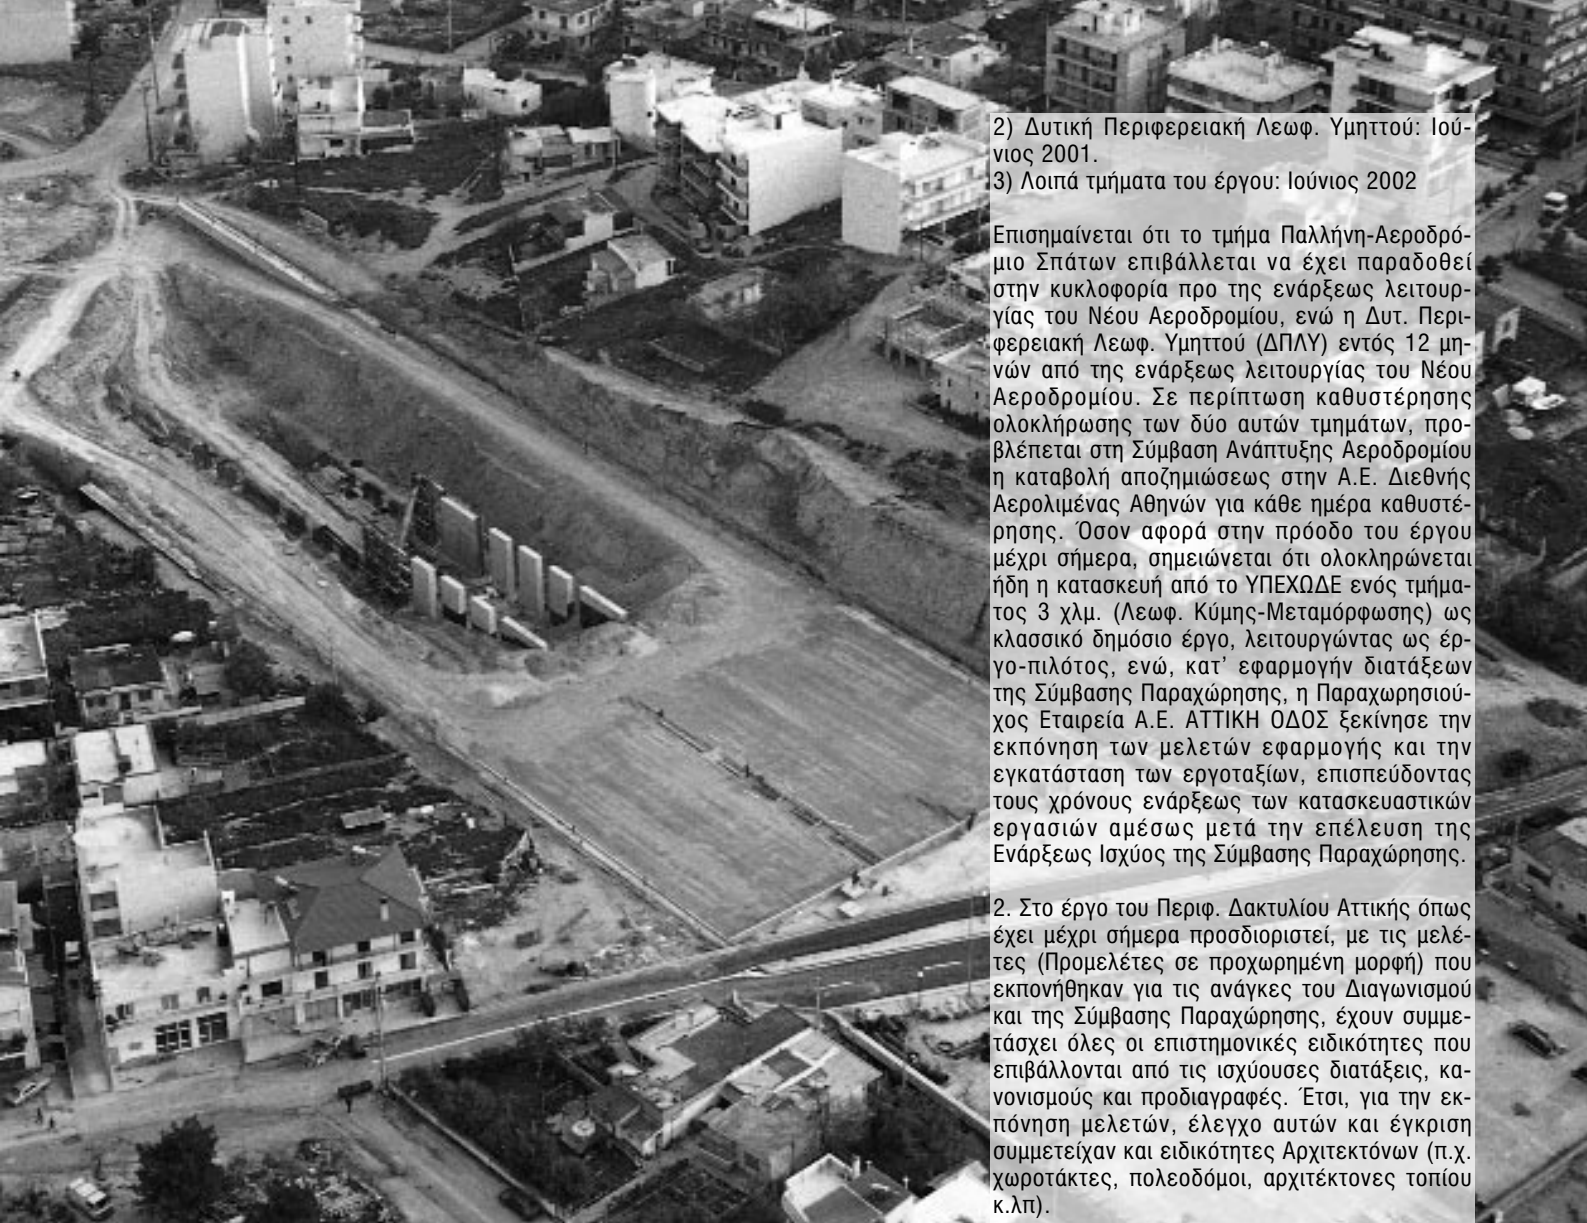 2) Δυτική Περιφερειακή Λεωφ. Υμηττού: Ιού-
νιος 2001.
3) Λοιπά τμήματα του έργου: Ιούνιος 2002
Επισημαίνεται ότι το τμήμα Παλλήνη-Αεροδρό-
μιο Σπάτων επιβάλλεται να έχει παραδοθεί
στην κυκλοφορία προ της ενάρξεως λειτουρ-
γίας του Νέου Αεροδρομίου, ενώ η Δυτ. Περι-
φερειακή Λεωφ. Υμηττού (ΔΠΛΥ) εντός 12 μη-
νών από της ενάρξεως λειτουργίας του Νέου
Αεροδρομίου. Σε περίπτωση καθυστέρησης
ολοκλήρωσης των δύο αυτών τμημάτων, προ-
βλέπεται στη Σύμβαση Ανάπτυξης Αεροδρομίου
η καταβολή αποζημιώσεως στην Α.Ε. Διεθνής
Αερολιμένας Αθηνών για κάθε ημέρα καθυστέ-
ρησης. Όσον αφορά στην πρόοδο του έργου
μέχρι σήμερα, σημειώνεται ότι ολοκληρώνεται
ήδη η κατασκευή από το ΥΠΕΧΩΔΕ ενός τμήμα-
τος 3 χλμ. (Λεωφ. Κύμης-Μεταμόρφωσης) ως
κλασσικό δημόσιο έργο, λειτουργώντας ως έρ-
γο-πιλότος, ενώ, κατ’ εφαρμογήν διατάξεων
της Σύμβασης Παραχώρησης, η Παραχωρησιού-
χος Εταιρεία Α.Ε. ΑΤΤΙΚΗ ΟΔΟΣ ξεκίνησε την
εκπόνηση των μελετών εφαρμογής και την
εγκατάσταση των εργοταξίων, επισπεύδοντας
τους χρόνους ενάρξεως των κατασκευαστικών
εργασιών αμέσως μετά την επέλευση της
Ενάρξεως Ισχύος της Σύμβασης Παραχώρησης.
2. Στο έργο του Περιφ. Δακτυλίου Αττικής όπως
έχει μέχρι σήμερα προσδιοριστεί, με τις μελέ-
τες (Προμελέτες σε προχωρημένη μορφή) που
εκπονήθηκαν για τις ανάγκες του Διαγωνισμού
και της Σύμβασης Παραχώρησης, έχουν συμμε-
τάσχει όλες οι επιστημονικές ειδικότητες που
επιβάλλονται από τις ισχύουσες διατάξεις, κα-
νονισμούς και προδιαγραφές. Έτσι, για την εκ-
πόνηση μελετών, έλεγχο αυτών και έγκριση
συμμετείχαν και ειδικότητες Αρχιτεκτόνων (π.χ.
χωροτάκτες, πολεοδόμοι, αρχιτέκτονες τοπίου
κ.λπ).